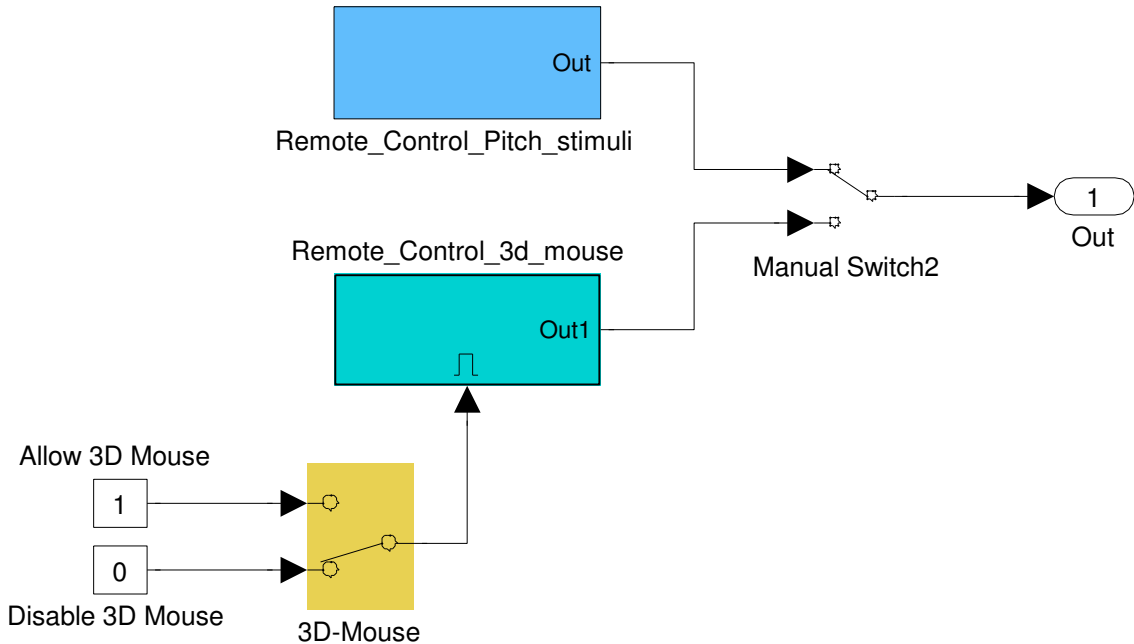 Out
Remote_Control_Pitch_stimuli
1
Out
Manual Switch2
Remote_Control_3d_mouse
Out1
Allow 3D Mouse
1
0
Disable 3D Mouse
3D-Mouse